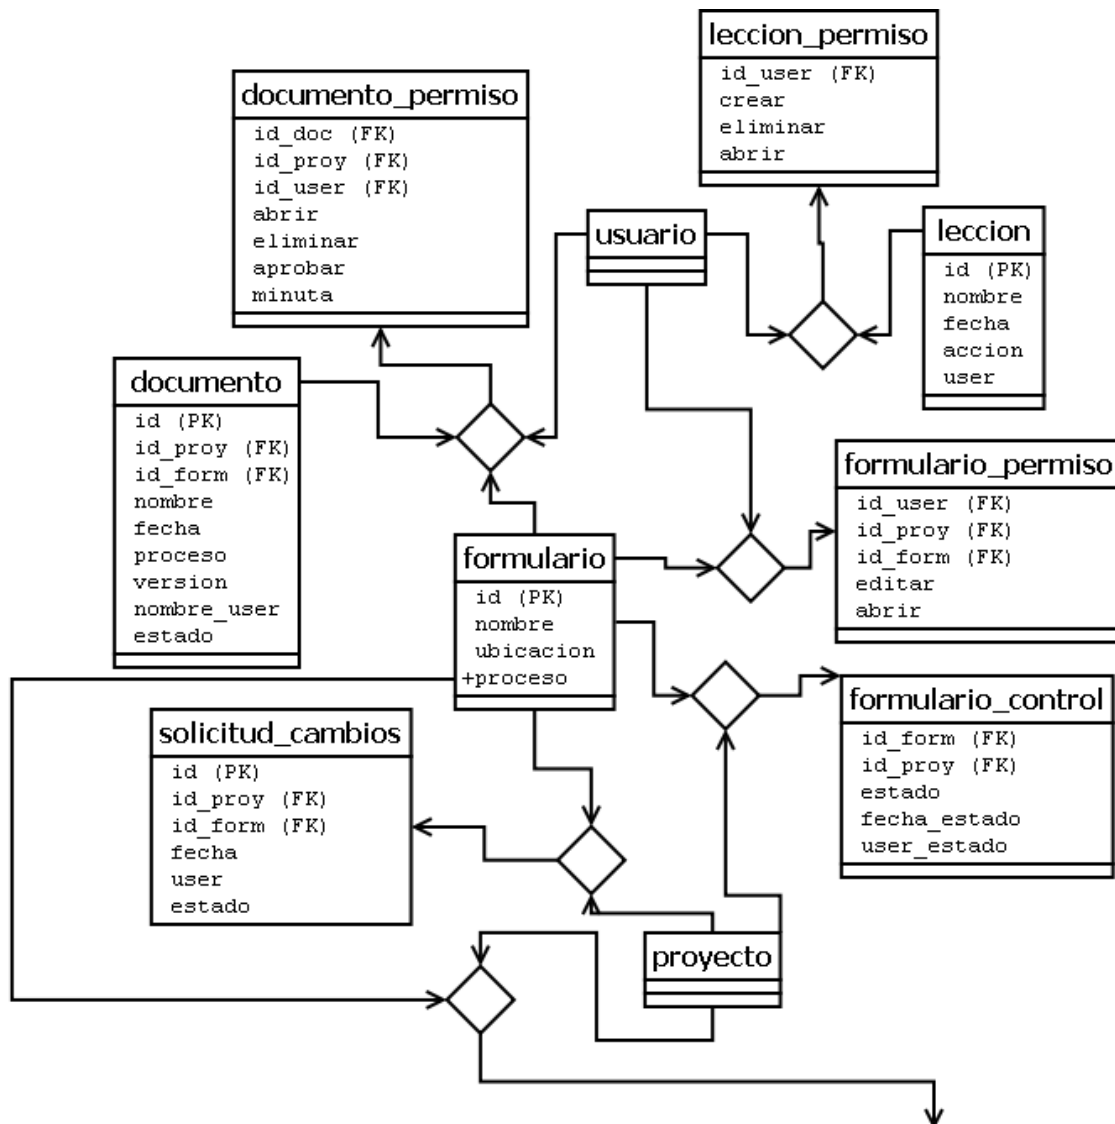 leccion_permiso
id_user (FK)
crear
eliminar
abrir
documento_permiso
id_doc (FK)
id_proy (FK)
id_user (FK)
abrir
eliminar
aprobar
minuta
usuario
leccion
id (PK)
nombre
fecha
accion
user
documento
id (PK)
id_proy (FK)
id_form (FK)
nombre
fecha
proceso
version
nombre_user
estado
formulario_permiso
id_user (FK)
id_proy (FK)
id_form (FK)
editar
abrir
formulario
id (PK)
nombre
ubicacion
+proceso
formulario_control
id_form (FK)
id_proy (FK)
estado
fecha_estado
user_estado
solicitud_cambios
id (PK)
id_proy (FK)
id_form (FK)
fecha
user
estado
proyecto